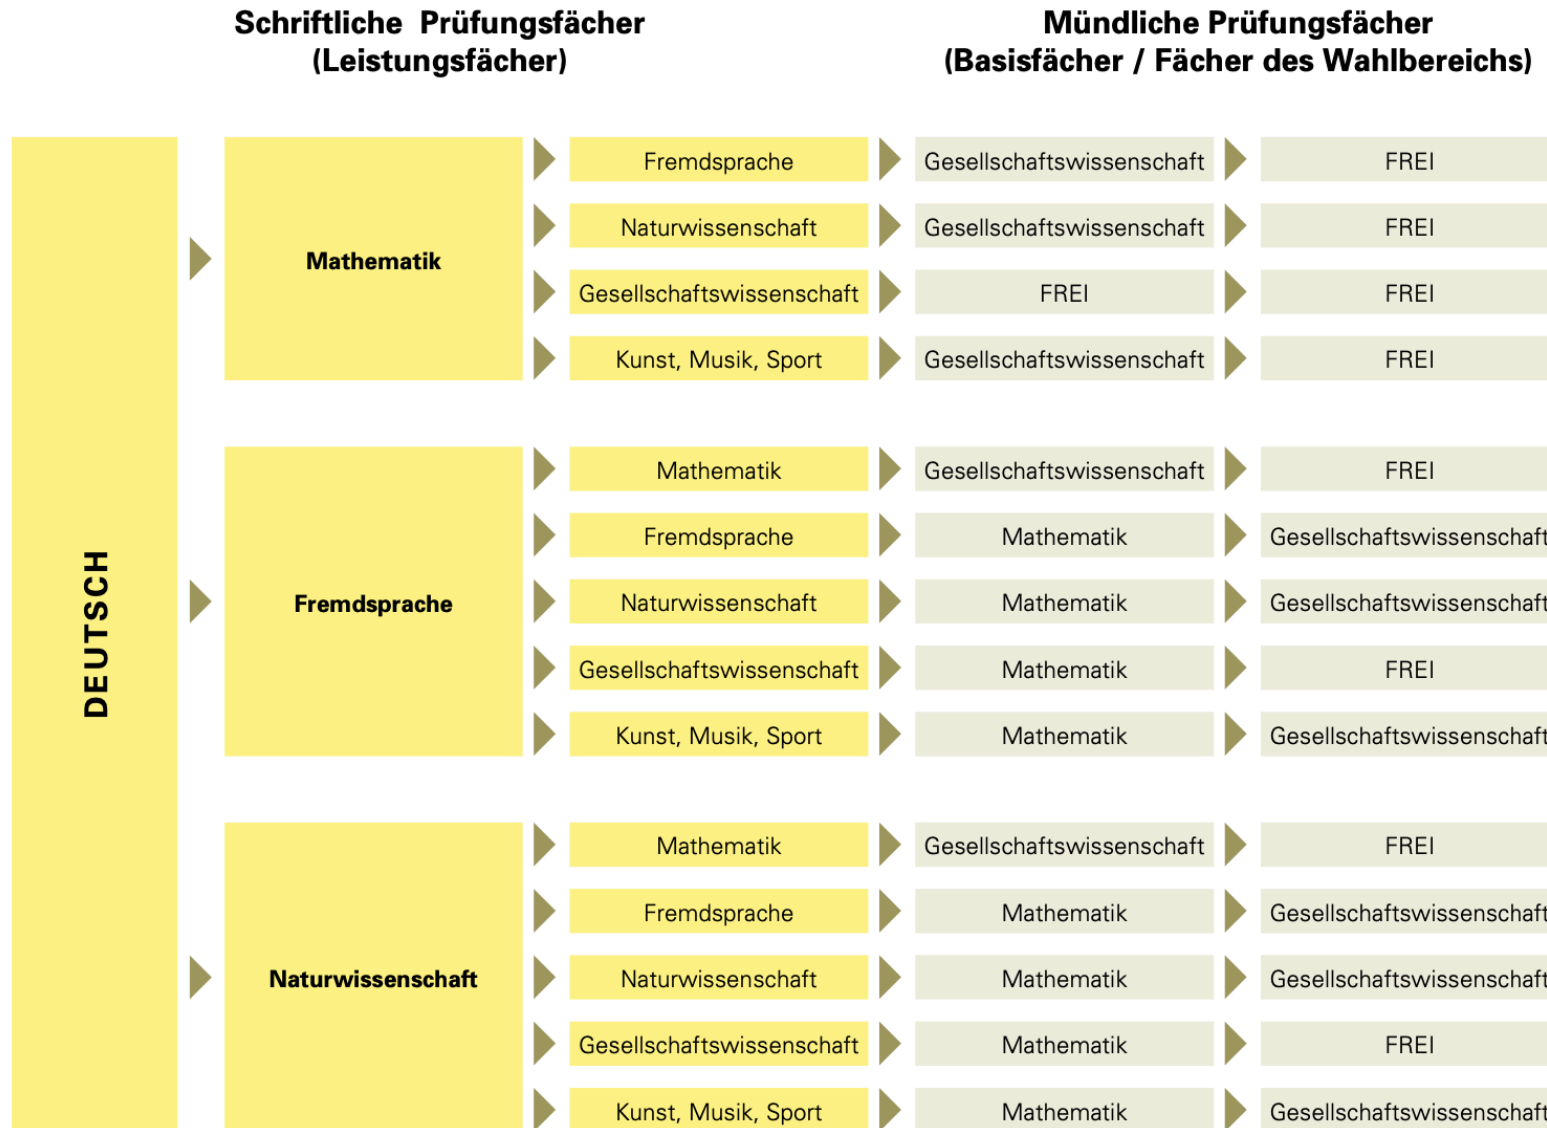 Schriftliche Prüfungsfächer
(Leistungsfächer)
Mündliche Prüfungsfächer
(Basisfächer / Fächer des Wahlbereichs)
DEUTSCH
Mathematik
Fremdsprache
Gesellschaftswissenschaft
FREI
Naturwissenschaft
Gesellschaftswissenschaft
FREI
Gesellschaftswissenschaft
FREI
FREI
Kunst, Musik, Sport
Gesellschaftswissenschaft
FREI
Fremdsprache
Mathematik
Gesellschaftswissenschaft
FREI
Fremdsprache
Mathematik
Gesellschaftswissenschaft
Naturwissenschaft
Mathematik
Gesellschaftswissenschaft
Gesellschaftswissenschaft
Mathematik
FREI
Kunst, Musik, Sport
Mathematik
Gesellschaftswissenschaft
Naturwissenschaft
Mathematik
Gesellschaftswissenschaft
FREI
Fremdsprache
Mathematik
Gesellschaftswissenschaft
Naturwissenschaft
Mathematik
Gesellschaftswissenschaft
Gesellschaftswissenschaft
Mathematik
FREI
Kunst, Musik, Sport
Mathematik
Gesellschaftswissenschaft